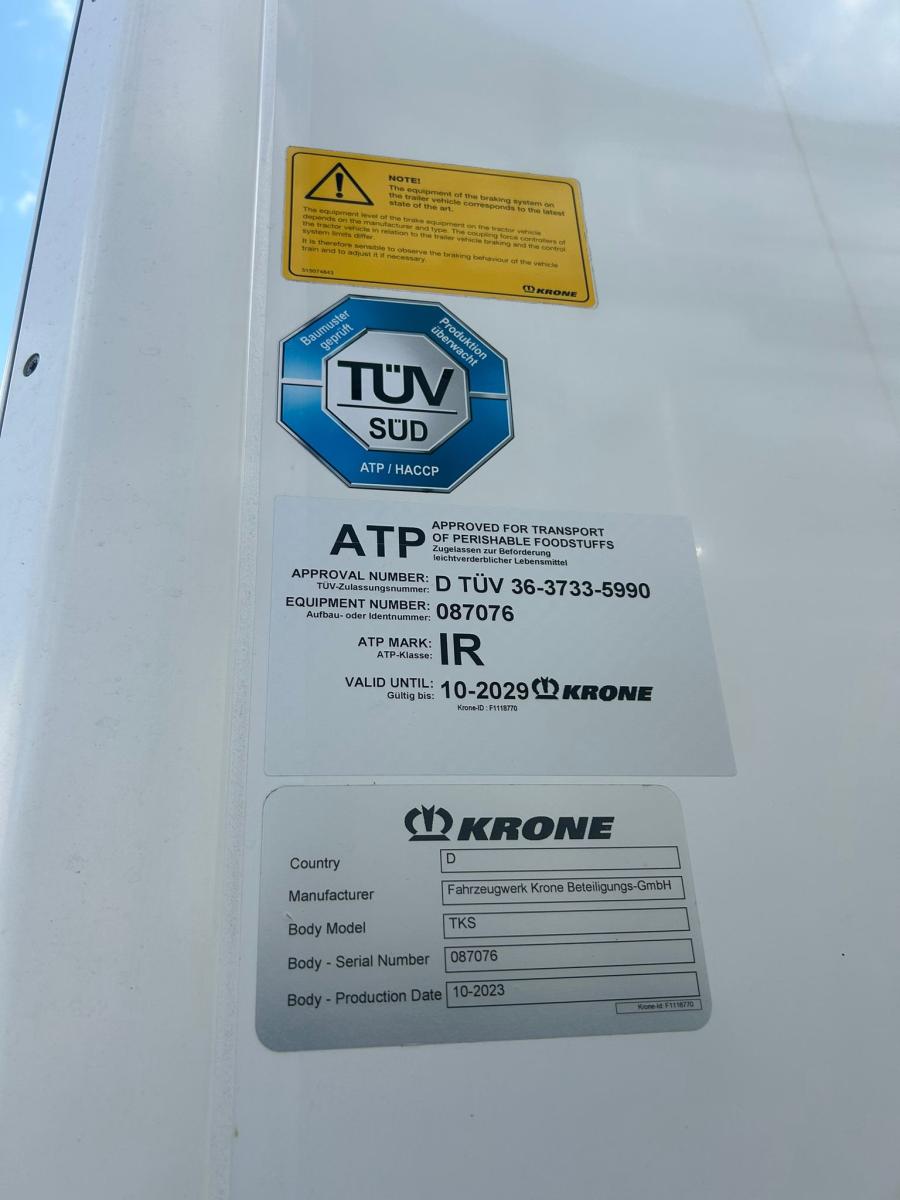 NOTE!
The equipment of the braking system on
the trailer vehicle corresponds to the latest
state of the art.
The equipment level of the brake equipment on the tractor vehicle
depends on the manufacturer and type. The coupling force controllers of
the tractor vehicle in relation to the trailer vehicle braking and the control
system limits differ.
It is therefore sensible to observe the braking behaviour of the vehicle
train and to adjust it if necessary.
515074843
KRONE
Baumuster
geprüft
Produktion
überwacht
TÜV
SÜD
ATP / HACCP
ATP APPROVED FOR TRANSPORT
OF PERISHABLE FOODSTUFFS
Zugelassen zur Beförderung
leichtverderblicher Lebensmittel
APPROVAL NUMBER: D TÜV 36-3733-5990
TÜV-Zulassungsnummer:
EQUIPMENT NUMBER: 087076
Aufbau- oder Identnummer:
ATP MARK: IR
ATP-Klasse:
VALID UNTIL: 10-2029 KRONE
Gültig bis:
Krone-ID : F1118770
KRONE
Country D
Manufacturer Fahrzeugwerk Krone Beteiligungs-GmbH
Body Model TKS
Body - Serial Number 087076
Body - Production Date 10-2023
Krone-Id: F1118770